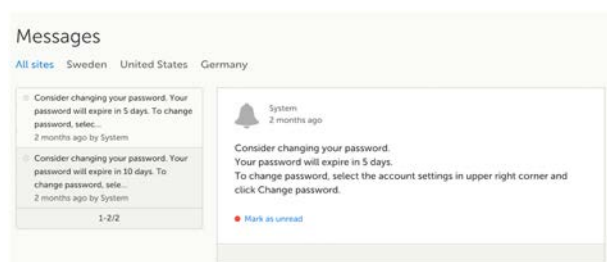 Messages
All sites Sweden United States Germany
Consider changing your password. Your
password will expire in 5 days. To change
password, selec...
2 months ago by System
Consider changing your password. Your
password will expire in 10 days. To
change password, sele...
2 months ago by System
1-2/2
System
2 months ago
Consider changing your password.
Your password will expire in 5 days.
To change password, select the account settings in upper right corner and
click Change password.
Mark as unread